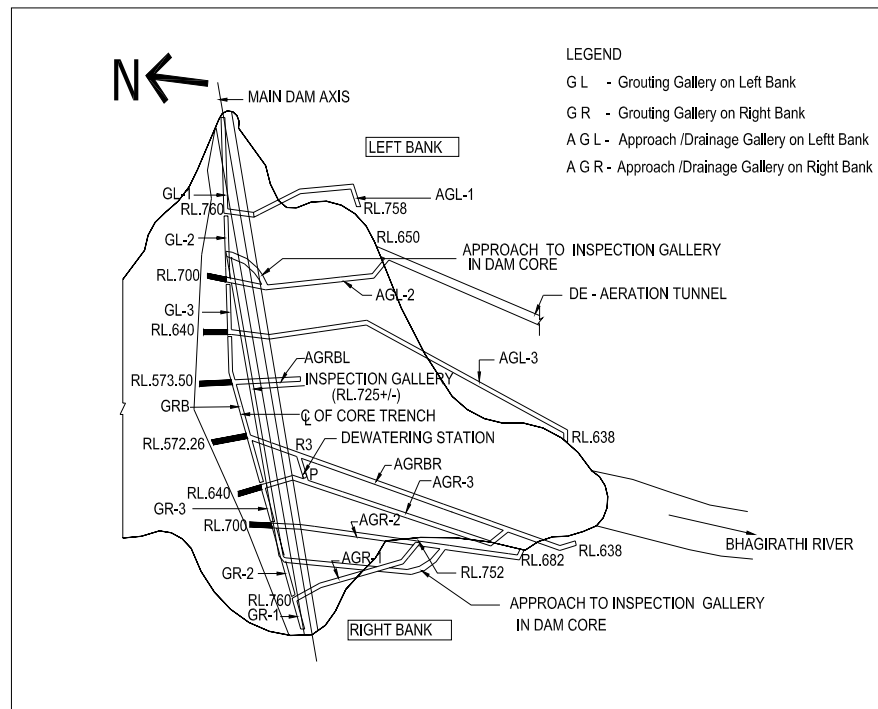 N
MAIN DAM AXIS
LEGEND
G L - Grouting Gallery on Left Bank
G R - Grouting Gallery on Right Bank
A G L - Approach /Drainage Gallery on Left Bank
A G R - Approach /Drainage Gallery on Right Bank
LEFT BANK
GL-1
AGL-1
RL.760
RL.758
GL-2
RL.650
APPROACH TO INSPECTION GALLERY
IN DAM CORE
RL.700
AGL-2
DE - AERATION TUNNEL
GL-3
RL.640
AGRBL
AGL-3
RL.573.50
INSPECTION GALLERY
(RL.725+/-)
GRB
℄ OF CORE TRENCH
RL.572.26
R3
DEWATERING STATION
RL.638
P
AGRBR
RL.640
AGR-3
GR-3
RL.700
AGR-2
BHAGIRATHI RIVER
RL.638
AGR-1
RL.682
GR-2
RL.752
RL.760
APPROACH TO INSPECTION GALLERY
IN DAM CORE
GR-1
RIGHT BANK